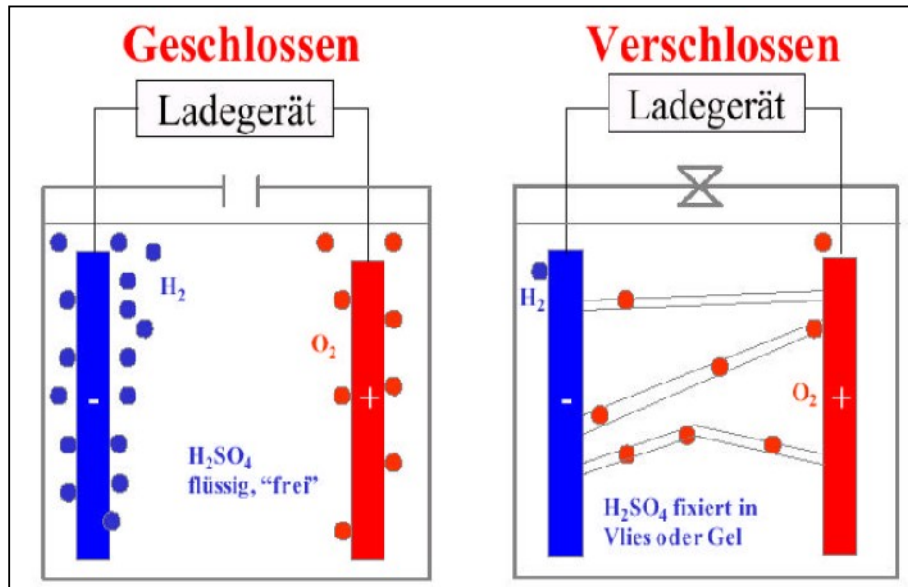 Geschlossen
Ladegerät
H₂
O₂
-
+
H₂SO₄
flüssig, “frei”
Verschlossen
Ladegerät
H₂
O₂
-
+
H₂SO₄ fixiert in
Vlies oder Gel